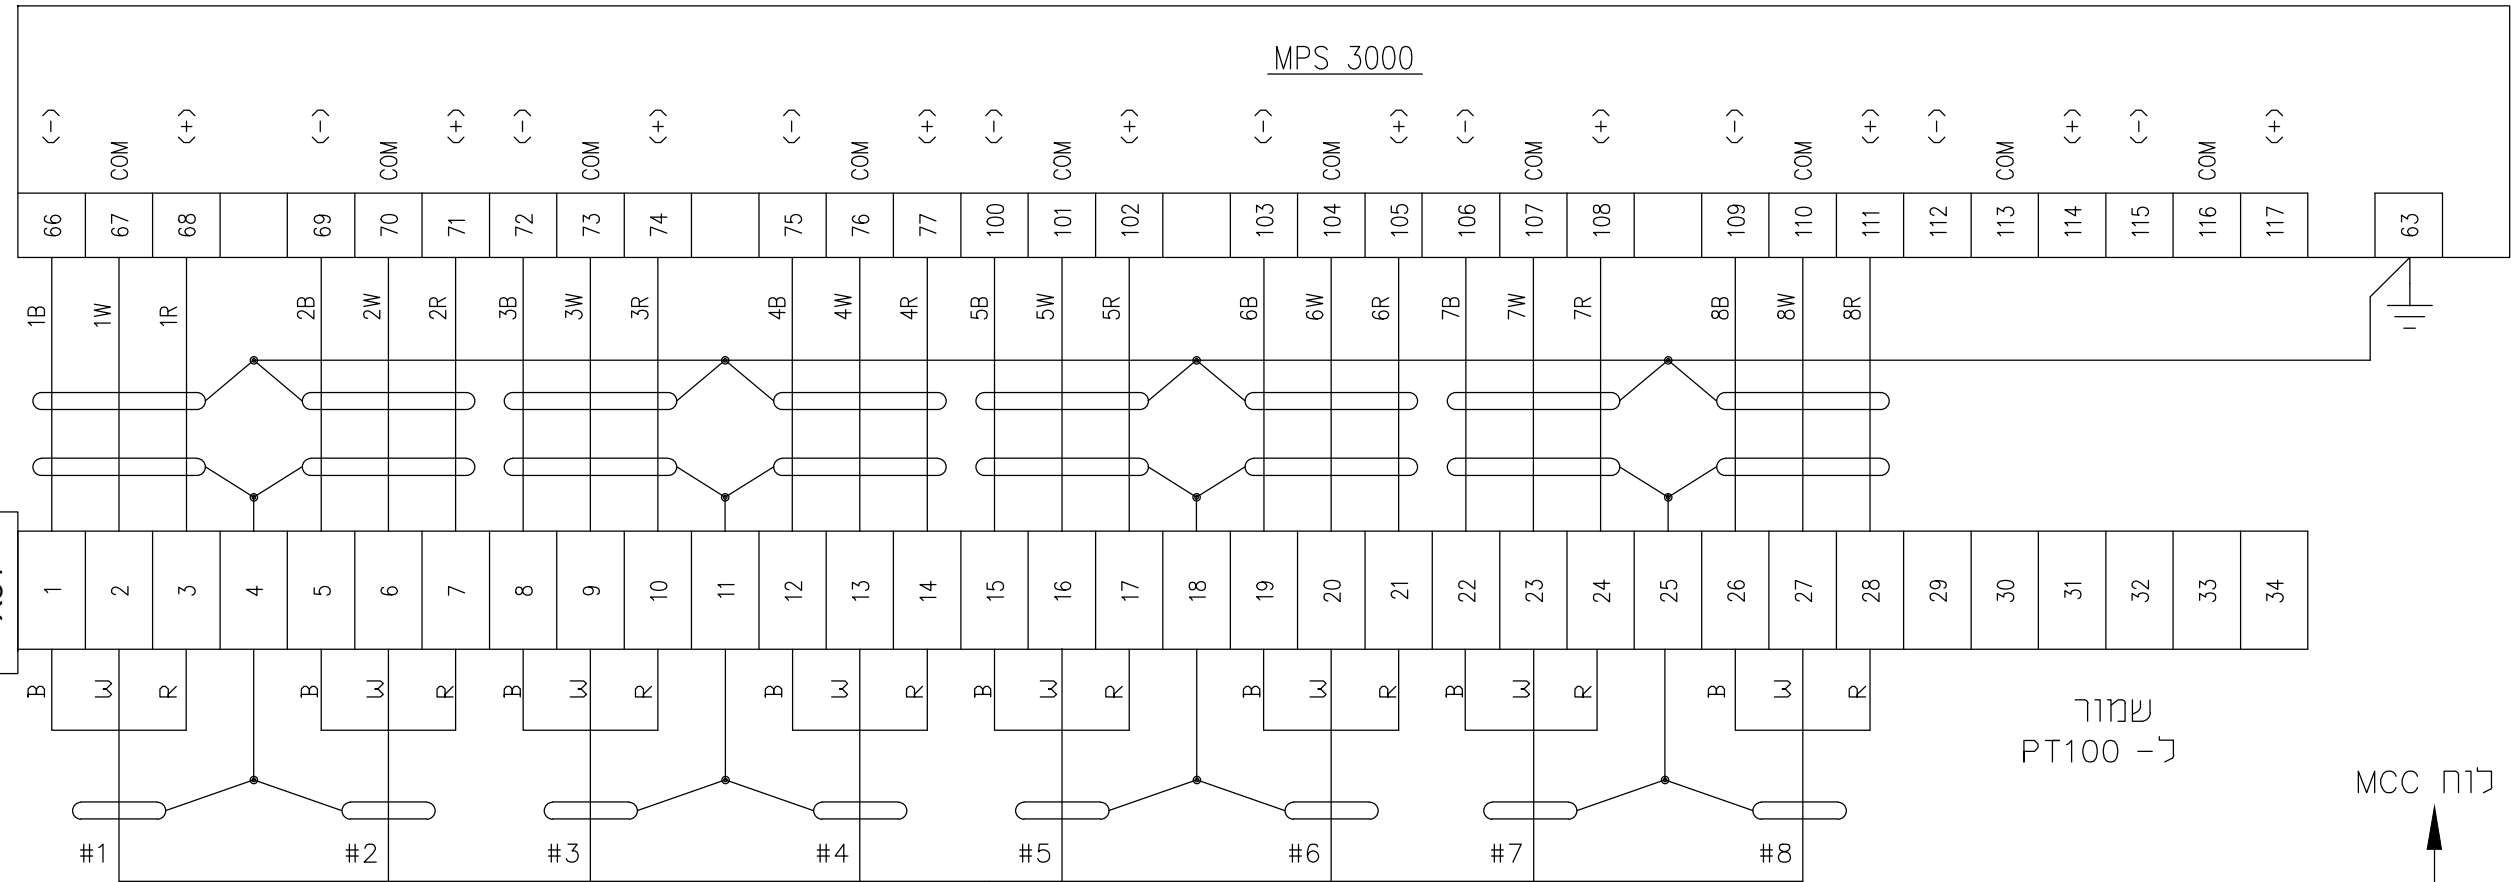 MPS 3000
(-) COM (+) (-) COM (+) (-) COM (+) (-) COM (+) (-) COM (+) (-) COM (+) (-) COM (+) (-) COM (+) (-) COM (+) (-) COM (+)
66 67 68 69 70 71 72 73 74 75 76 77 100 101 102 103 104 105 106 107 108 109 110 111 112 113 114 115 116 117 63
1B 1W 1R 2B 2W 2R 3B 3W 3R 4B 4W 4R 5B 5W 5R 6B 6W 6R 7B 7W 7R 8B 8W 8R
1 2 3 4 5 6 7 8 9 10 11 12 13 14 15 16 17 18 19 20 21 22 23 24 25 26 27 28 29 30 31 32 33 34
B W R B W R B W R B W R B W R B W R B W R B W R
שמור
ל- PT100
לוח MCC
#1 #2 #3 #4 #5 #6 #7 #8